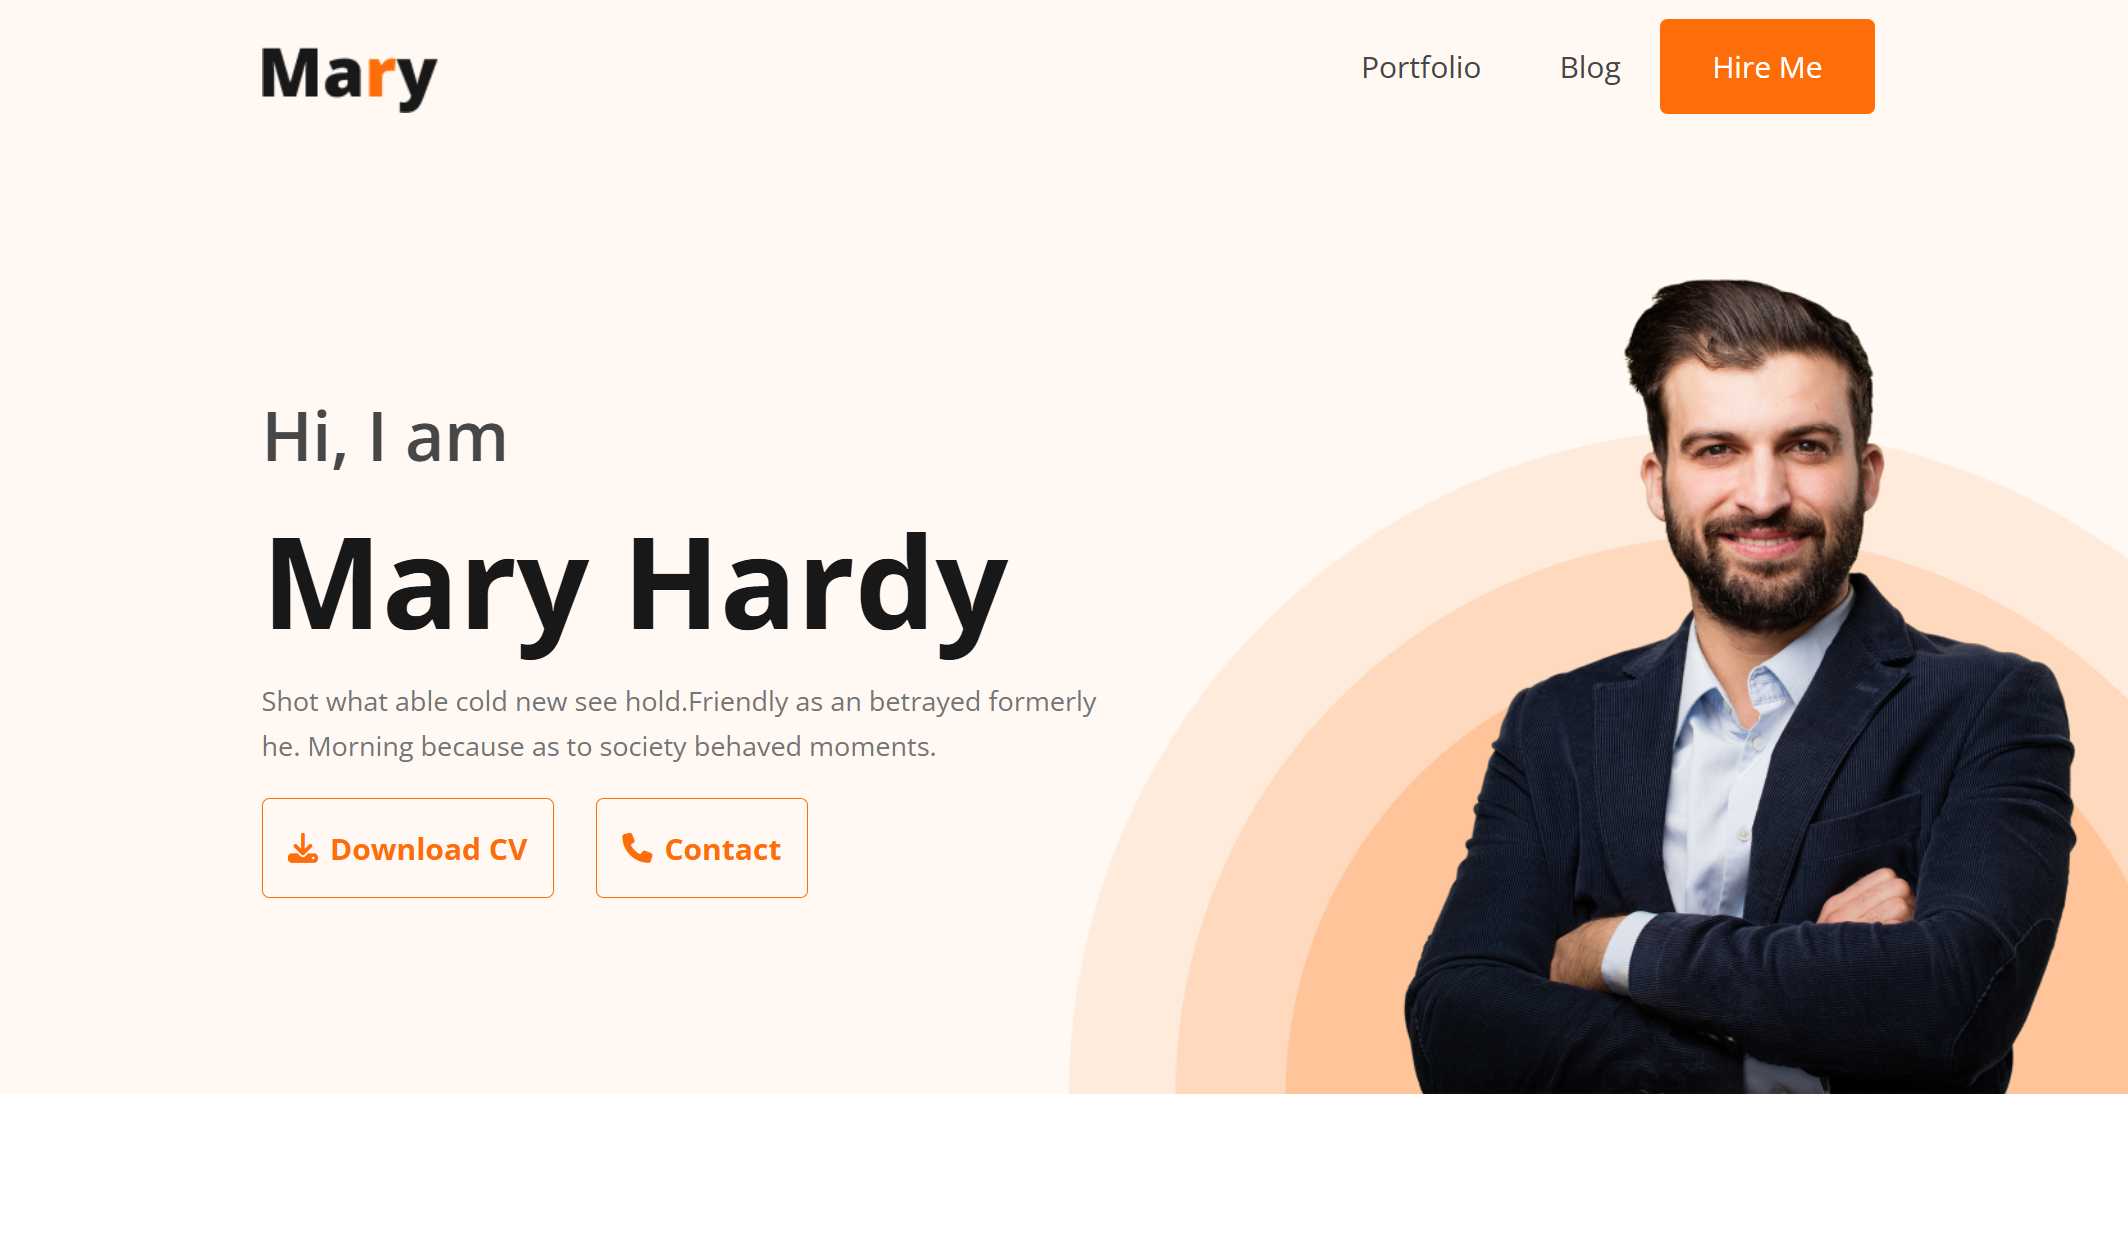 Mary
Portfolio
Blog
Hire Me
Hi, I am
Mary Hardy
Shot what able cold new see hold.Friendly as an betrayed formerly
he. Morning because as to society behaved moments.
Download CV
Contact